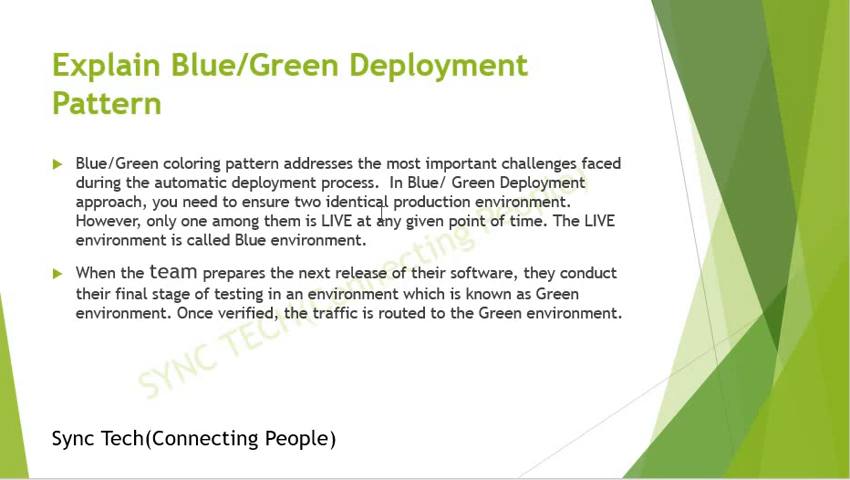 Explain Blue/Green Deployment
Pattern
Blue/Green coloring pattern addresses the most important challenges faced
during the automatic deployment process.  In Blue/ Green Deployment
approach, you need to ensure two identical production environment.
However, only one among them is LIVE at any given point of time. The LIVE
environment is called Blue environment.
When the team prepares the next release of their software, they conduct
their final stage of testing in an environment which is known as Green
environment. Once verified, the traffic is routed to the Green environment.
SYNC TECH(Connecting People)
Sync Tech(Connecting People)